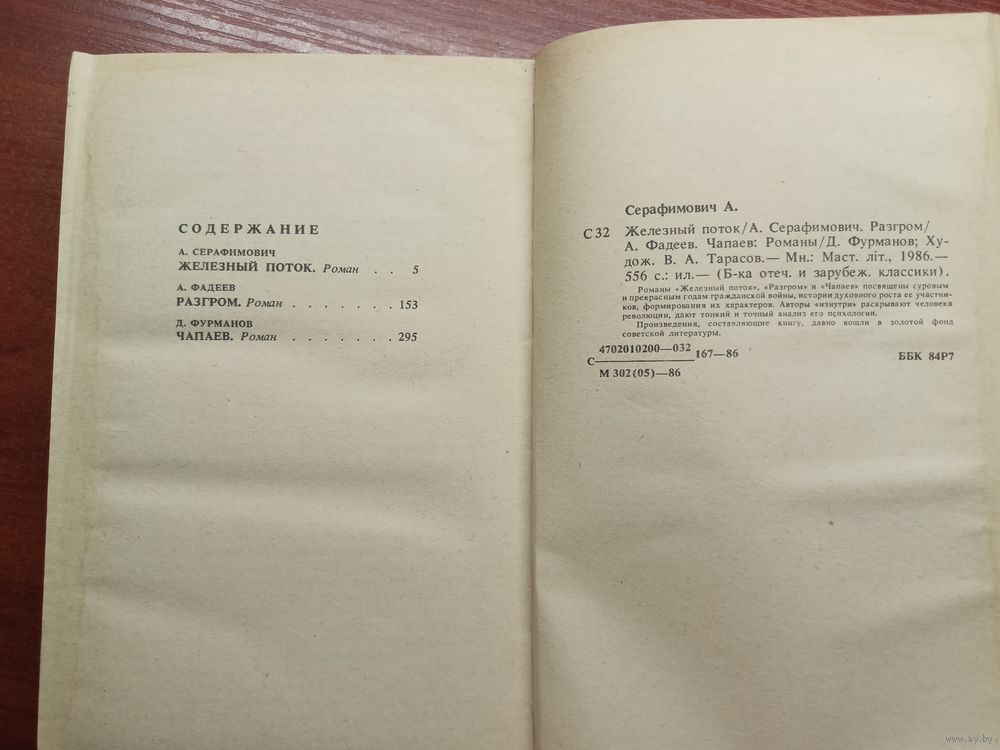 СОДЕРЖАНИЕ
А. СЕРАФИМОВИЧ
ЖЕЛЕЗНЫЙ ПОТОК. Роман . . 5
А. ФАДЕЕВ
РАЗГРОМ. Роман . . . . . . . 153
Д. ФУРМАНОВ
ЧАПАЕВ. Роман . . . . . . . 295
Серафимович А.
С 32 Железный поток/А. Серафимович. Разгром/
А. Фадеев. Чапаев: Романы/Д. Фурманов; Ху-
дож. В. А. Тарасов.— Мн.: Маст. літ., 1986.—
556 с.: ил.— (Б-ка отеч. и зарубеж. классики).
Романы «Железный поток», «Разгром» и «Чапаев» посвящены суровым
и прекрасным годам гражданской войны, истории духовного роста ее участни-
ков, формирования их характеров. Авторы «изнутри» раскрывают человека
революции, дают тонкий и точный анализ его психологии.
Произведения, составляющие книгу, давно вошли в золотой фонд
советской литературы.
4702010200—032
С 167—86
М 302(05)—86
ББК 84Р7
www.ay.by